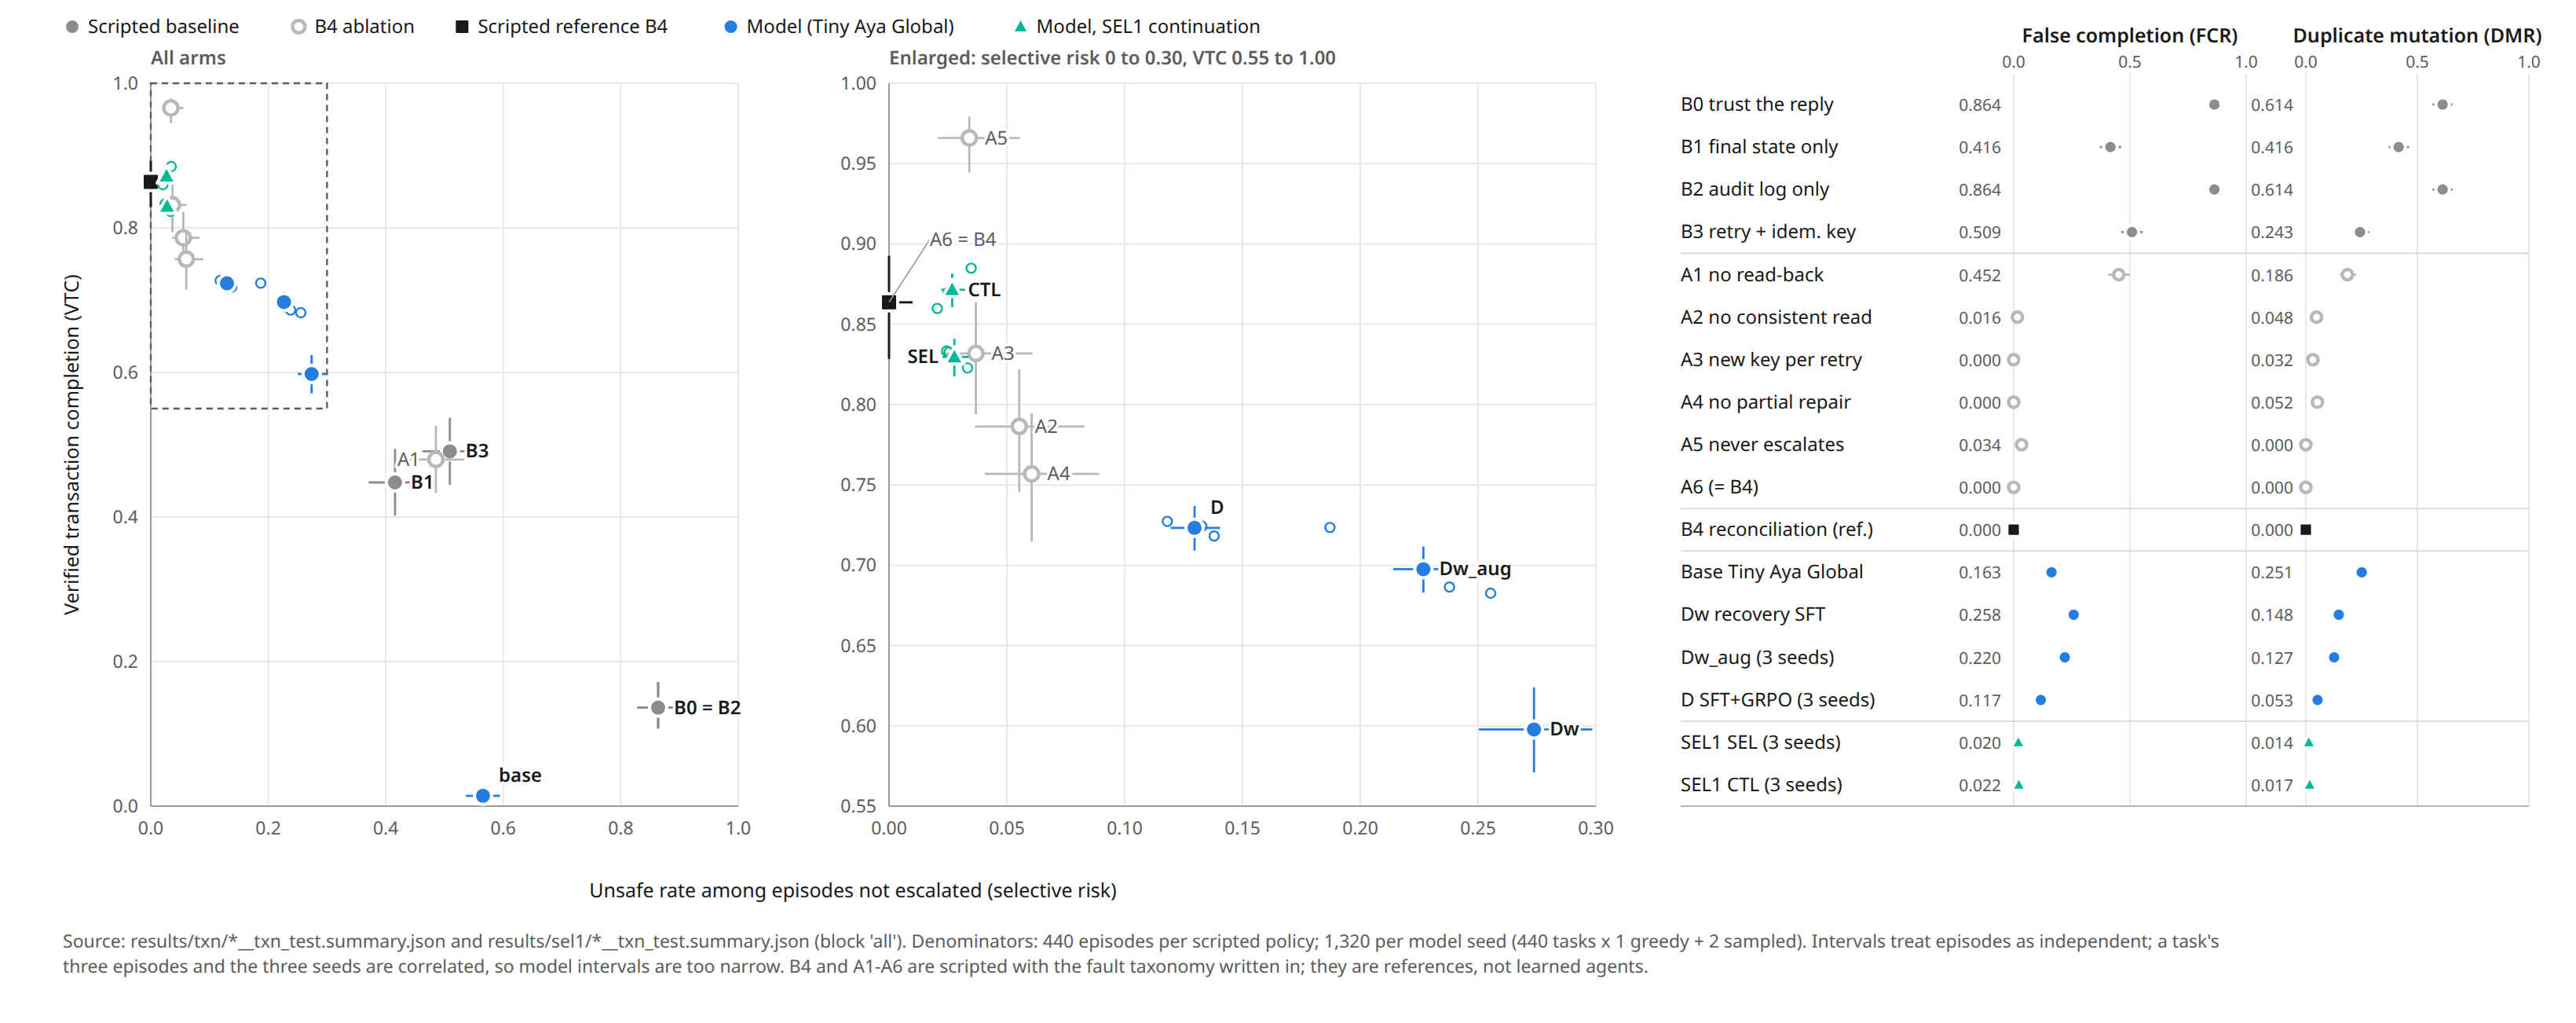 Scripted baseline B4 ablation Scripted reference B4 Model (Tiny Aya Global) Model, SEL1 continuation
All arms
Verified transaction completion (VTC)
1.0
0.8
0.6
0.4
0.2
0.0
0.0 0.2 0.4 0.6 0.8 1.0
A1
B3
B1
B0 = B2
base
Enlarged: selective risk 0 to 0.30, VTC 0.55 to 1.00
1.00
0.95
0.90
0.85
0.80
0.75
0.70
0.65
0.60
0.55
0.00 0.05 0.10 0.15 0.20 0.25 0.30
A5
A6 = B4
CTL
SEL
A3
A2
A4
D
Dw_aug
Dw
Unsafe rate among episodes not escalated (selective risk)
False completion (FCR) Duplicate mutation (DMR)
0.0 0.5 1.0 0.0 0.5 1.0
B0 trust the reply 0.864 0.614
B1 final state only 0.416 0.416
B2 audit log only 0.864 0.614
B3 retry + idem. key 0.509 0.243
A1 no read-back 0.452 0.186
A2 no consistent read 0.016 0.048
A3 new key per retry 0.000 0.032
A4 no partial repair 0.000 0.052
A5 never escalates 0.034 0.000
A6 (= B4) 0.000 0.000
B4 reconciliation (ref.) 0.000 0.000
Base Tiny Aya Global 0.163 0.251
Dw recovery SFT 0.258 0.148
Dw_aug (3 seeds) 0.220 0.127
D SFT+GRPO (3 seeds) 0.117 0.053
SEL1 SEL (3 seeds) 0.020 0.014
SEL1 CTL (3 seeds) 0.022 0.017
Source: results/txn/*__txn_test.summary.json and results/sel1/*__txn_test.summary.json (block 'all'). Denominators: 440 episodes per scripted policy; 1,320 per model seed (440 tasks x 1 greedy + 2 sampled). Intervals treat episodes as independent; a task's
three episodes and the three seeds are correlated, so model intervals are too narrow. B4 and A1-A6 are scripted with the fault taxonomy written in; they are references, not learned agents.